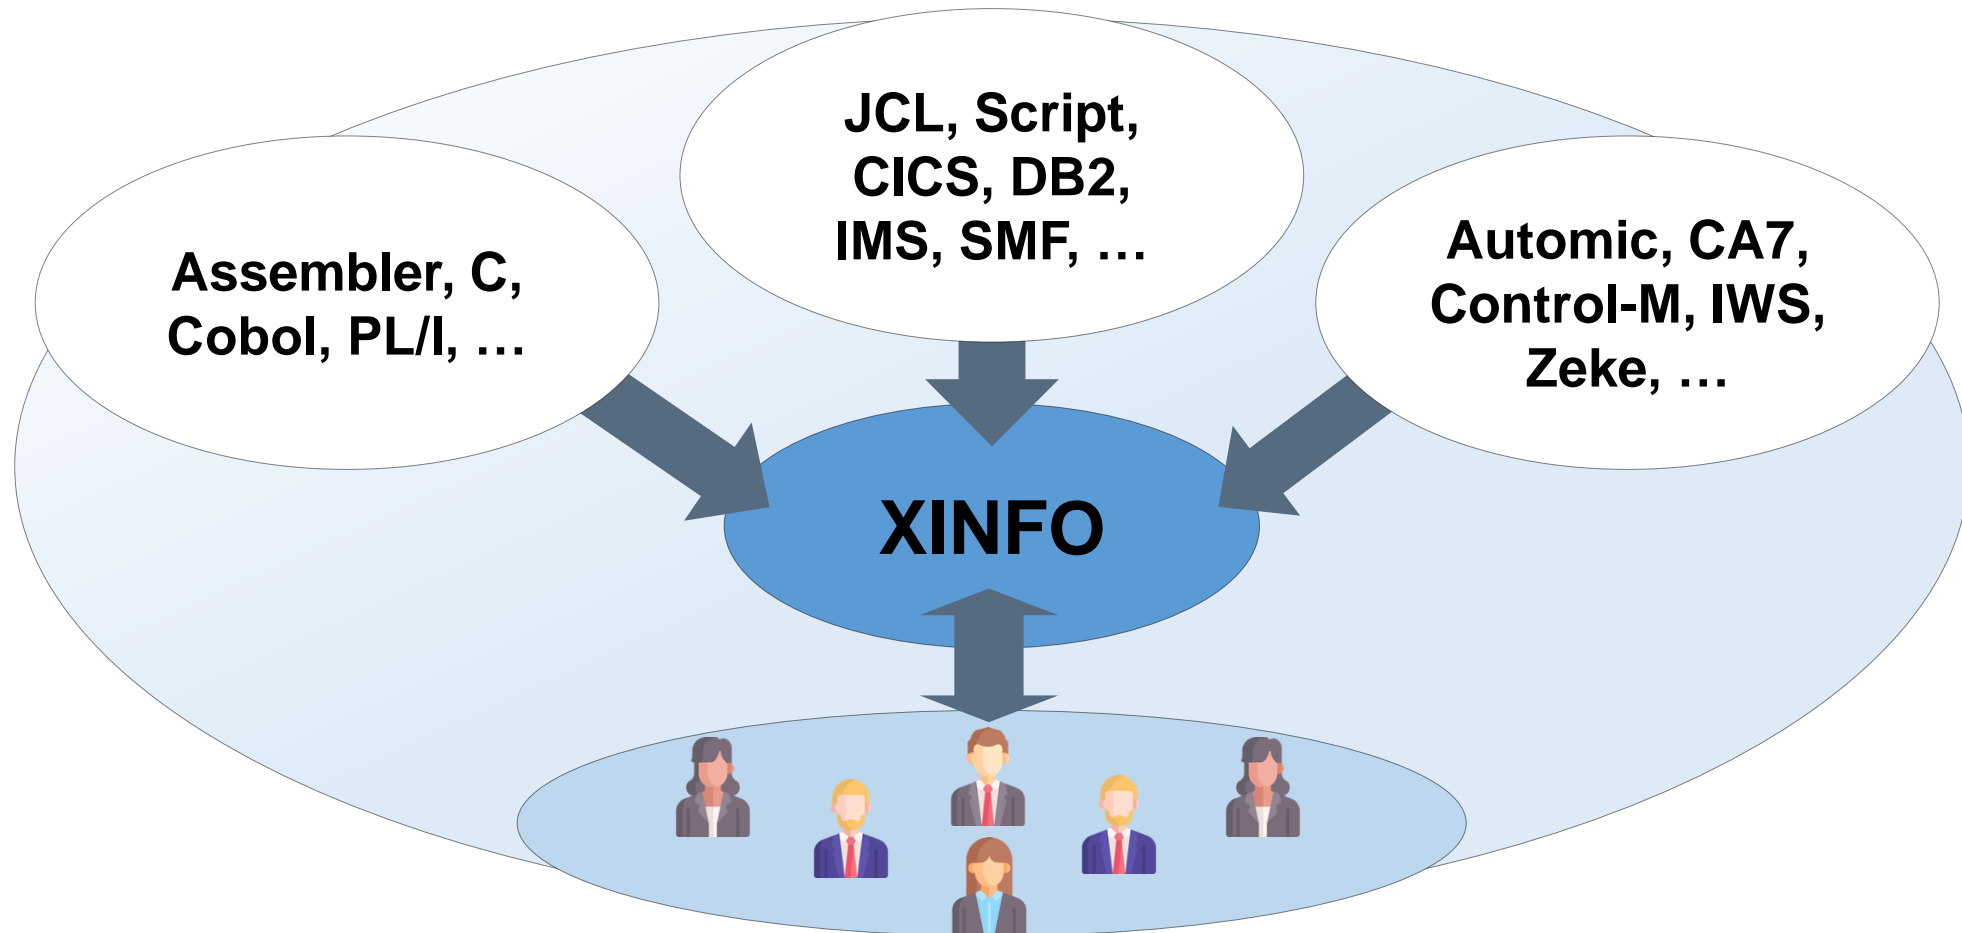 Assembler, C,
Cobol, PL/I, …
JCL, Script,
CICS, DB2,
IMS, SMF, …
Automic, CA7,
Control-M, IWS,
Zeke, …
XINFO